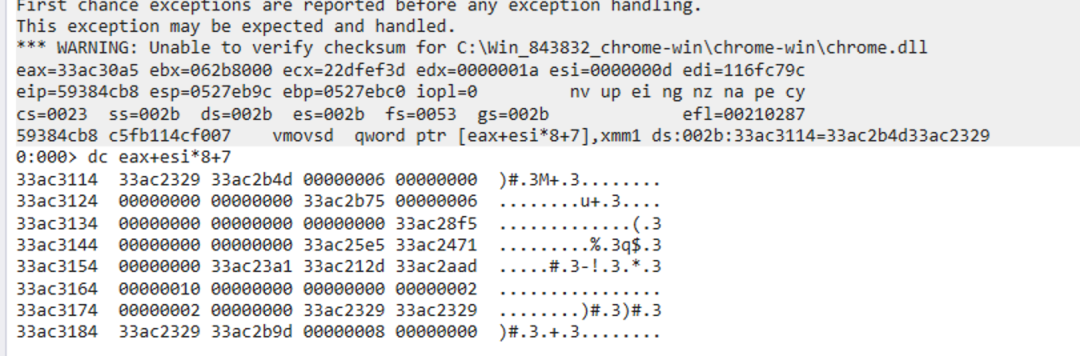 First chance exceptions are reported before any exception handling.
This exception may be expected and handled.
*** WARNING: Unable to verify checksum for C:\Win_843832_chrome-win\chrome-win\chrome.dll
eax=33ac30a5 ebx=062b8000 ecx=22dfef3d edx=0000001a esi=0000000d edi=116fc79c
eip=59384cb8 esp=0527eb9c ebp=0527ebc0 iopl=0 nv up ei ng nz na pe cy
cs=0023 ss=002b ds=002b es=002b fs=0053 gs=002b efl=00210287
59384cb8 c5fb114cf007 vmovsd qword ptr [eax+esi*8+7],xmm1 ds:002b:33ac3114=33ac2b4d33ac2329
0:000> dc eax+esi*8+7
33ac3114 33ac2329 33ac2b4d 00000006 00000000 )#.3M+.3........
33ac3124 00000000 00000000 33ac2b75 00000006 ........u+.3....
33ac3134 00000000 00000000 00000000 33ac28f5 .............(.3
33ac3144 00000000 00000000 33ac25e5 33ac2471 .........%.3q$.3
33ac3154 00000000 33ac23a1 33ac212d 33ac2aad .....#.3-!.3.*.3
33ac3164 00000010 00000000 00000000 00000002 ................
33ac3174 00000002 00000000 33ac2329 33ac2329 ........)#.3)#.3
33ac3184 33ac2329 33ac2b9d 00000008 00000000 )#.3.+.3........